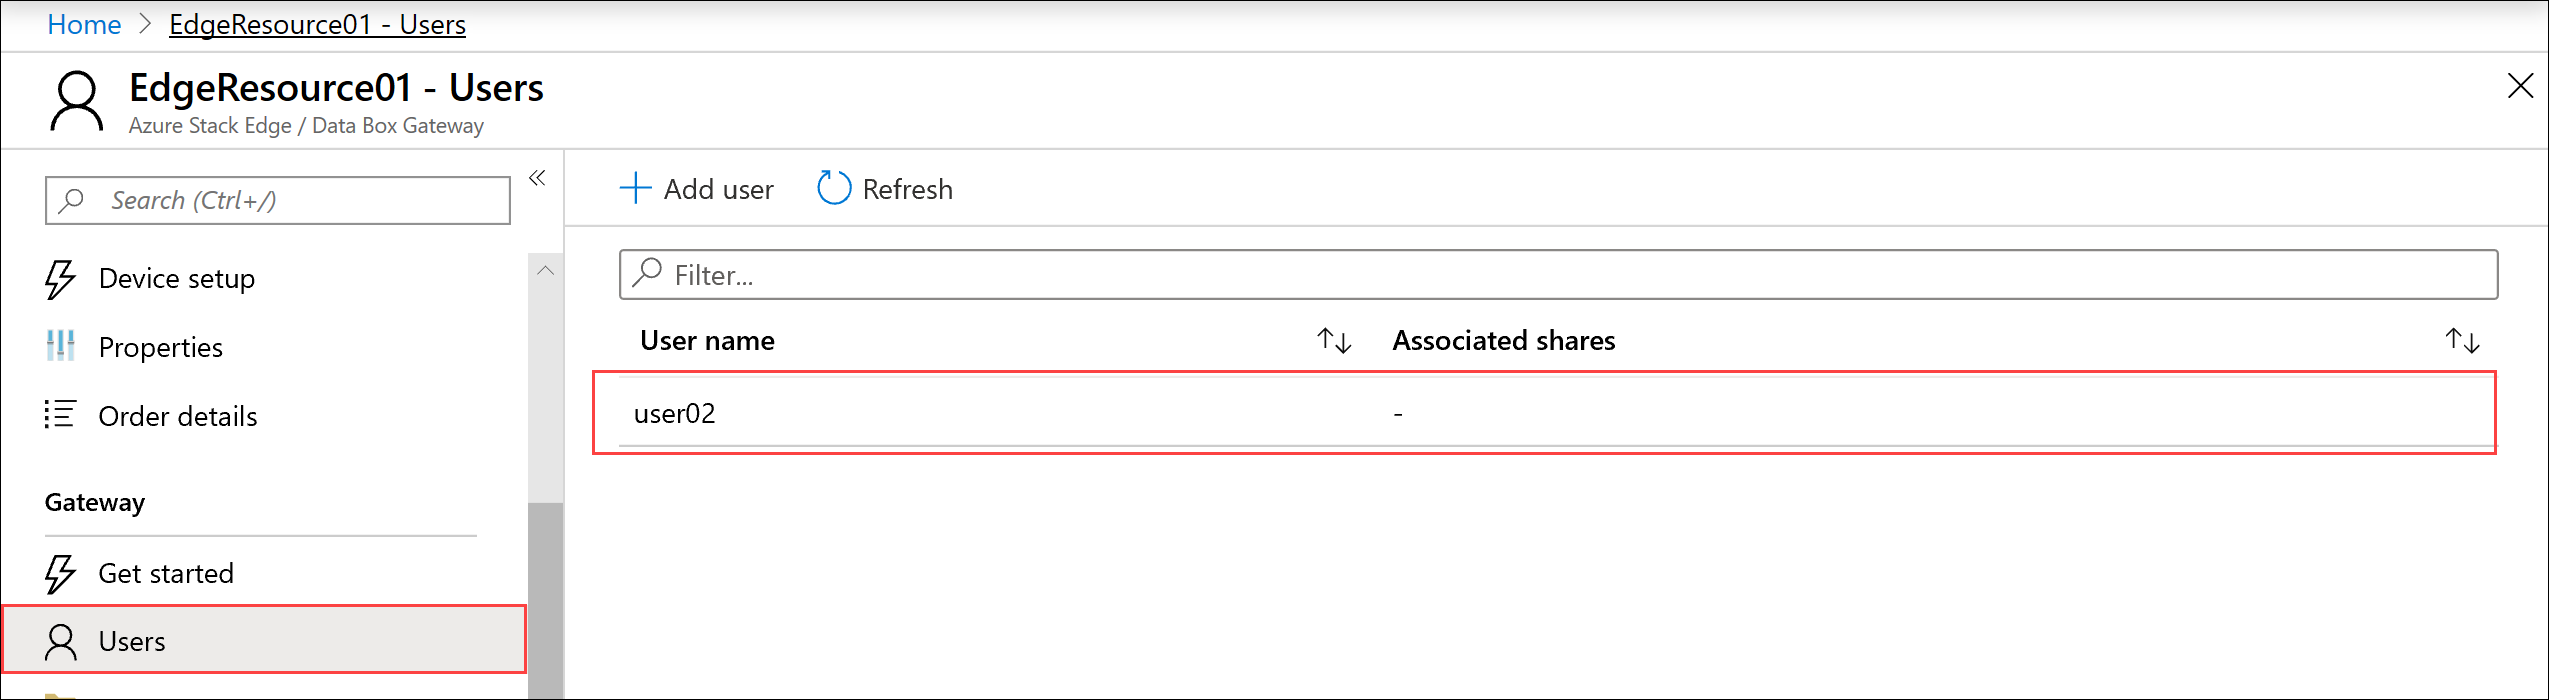 Home > EdgeResource01 - Users
EdgeResource01 - Users
Azure Stack Edge / Data Box Gateway
Search (Ctrl+/)
«
Device setup
Properties
Order details
Gateway
Get started
Users
Add user
Refresh
Filter...
User name ↑↓ Associated shares ↑↓
user02 -